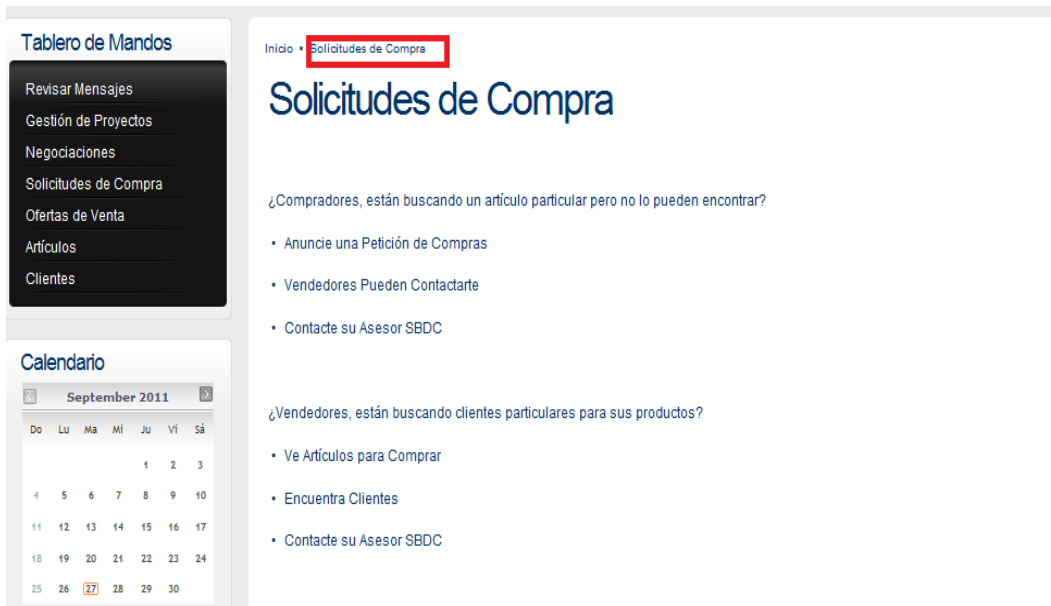 Tablero de Mandos
Revisar Mensajes
Gestión de Proyectos
Negociaciones
Solicitudes de Compra
Ofertas de Venta
Artículos
Clientes
Calendario
September 2011
Do Lu Ma Mi Ju Vi Sá
1 2 3
4 5 6 7 8 9 10
11 12 13 14 15 16 17
18 19 20 21 22 23 24
25 26 27 28 29 30
Inicio • Solicitudes de Compra
Solicitudes de Compra
¿Compradores, están buscando un artículo particular pero no lo pueden encontrar?
• Anuncie una Petición de Compras
• Vendedores Pueden Contactarte
• Contacte su Asesor SBDC
¿Vendedores, están buscando clientes particulares para sus productos?
• Ve Artículos para Comprar
• Encuentra Clientes
• Contacte su Asesor SBDC